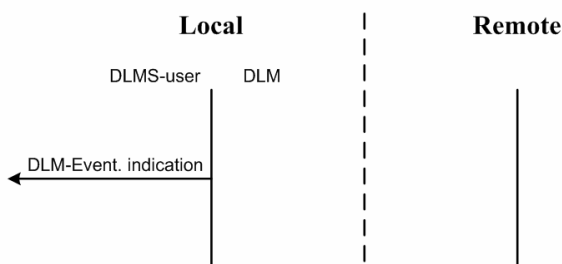 Local Remote
DLMS-user DLM
DLM-Event. indication